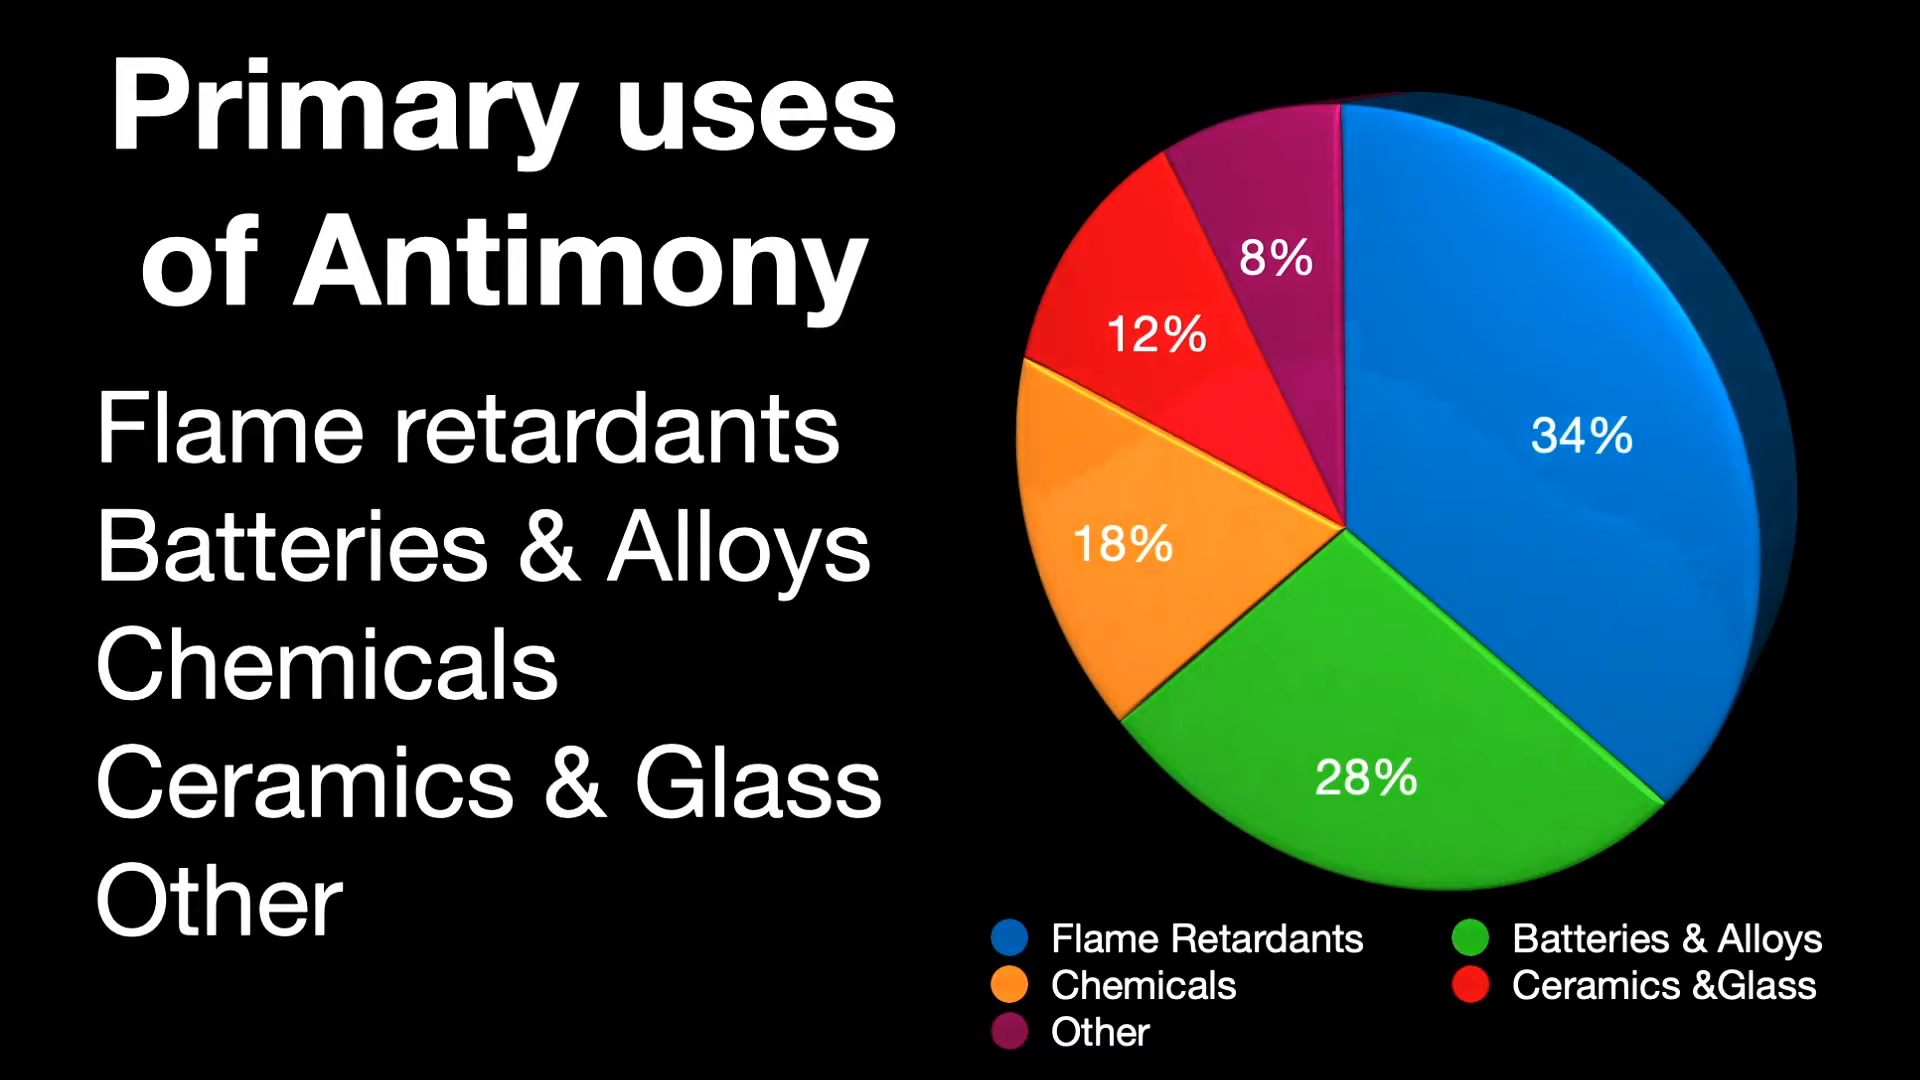 Primary uses
of Antimony
Flame retardants
Batteries & Alloys
Chemicals
Ceramics & Glass
Other
8%
12%
34%
18%
28%
Flame Retardants
Batteries & Alloys
Chemicals
Ceramics &Glass
Other